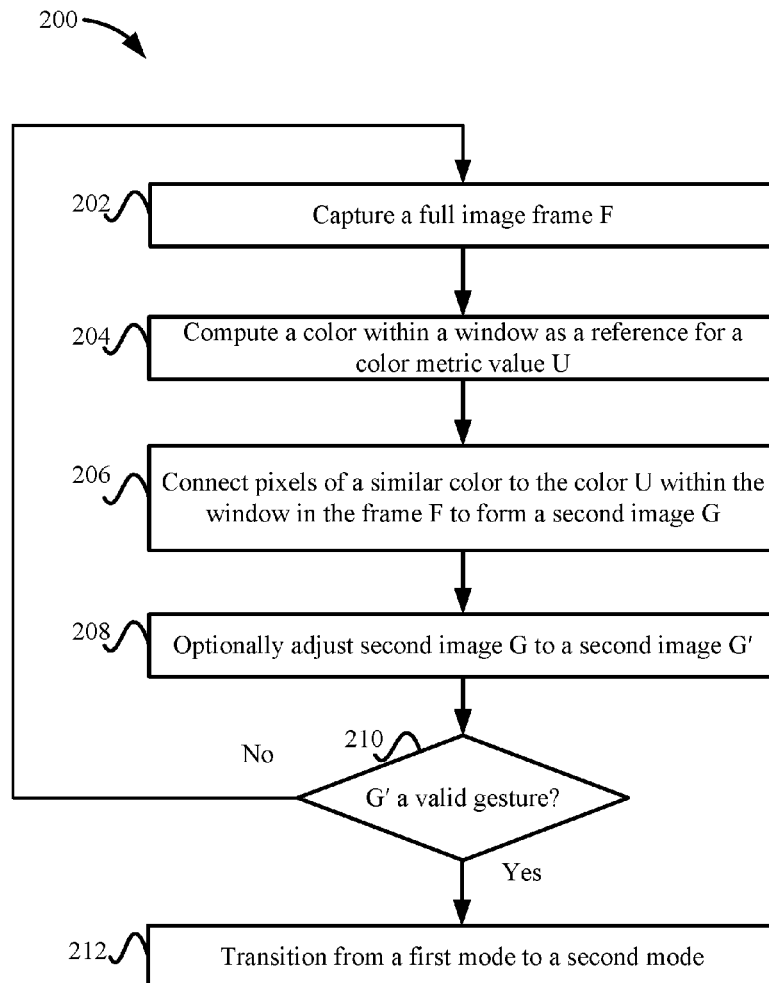 200
202
Capture a full image frame F
204
Compute a color within a window as a reference for a
color metric value U
206
Connect pixels of a similar color to the color U within the
window in the frame F to form a second image G
208
Optionally adjust second image G to a second image G′
210
No
G′ a valid gesture?
Yes
212
Transition from a first mode to a second mode